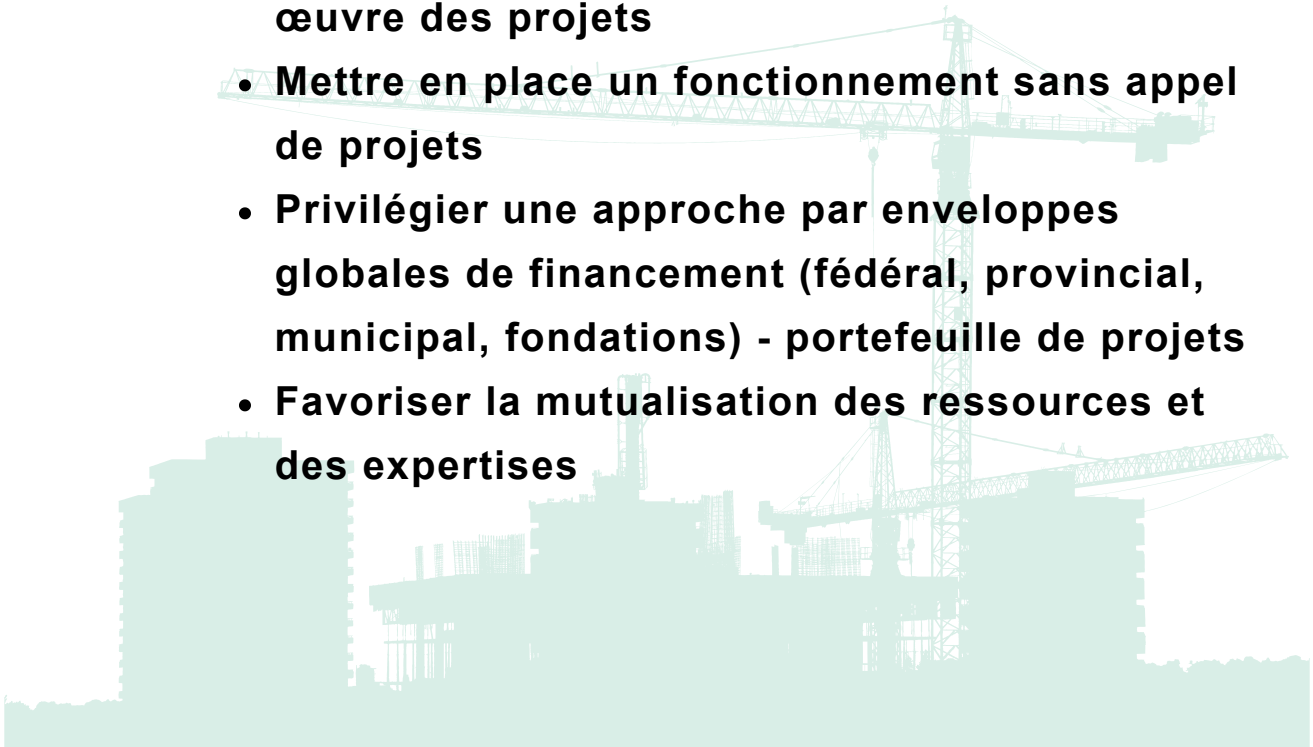 œuvre des projets
• Mettre en place un fonctionnement sans appel
de projets
• Privilégier une approche par enveloppes
globales de financement (fédéral, provincial,
municipal, fondations) - portefeuille de projets
• Favoriser la mutualisation des ressources et
des expertises